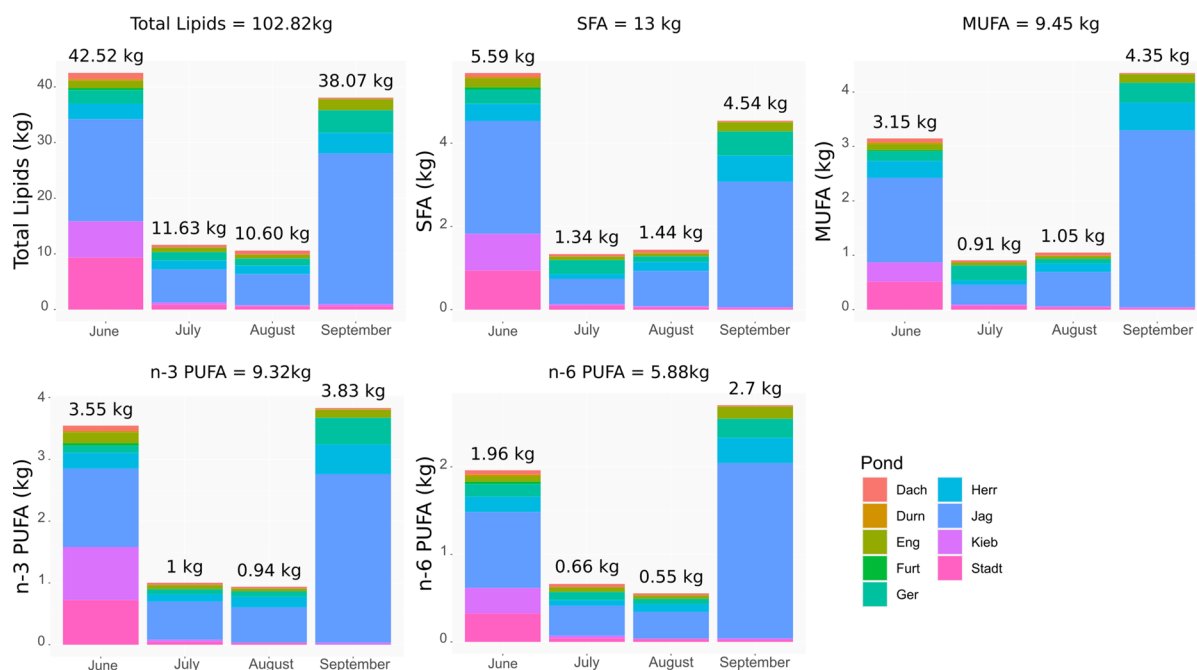 Total Lipids = 102.82kg
SFA = 13 kg
MUFA = 9.45 kg
42.52 kg
11.63 kg
10.60 kg
38.07 kg
Total Lipids (kg)
40
30
20
10
0
June
July
August
September
5.59 kg
1.34 kg
1.44 kg
4.54 kg
SFA (kg)
4
2
0
June
July
August
September
3.15 kg
0.91 kg
1.05 kg
4.35 kg
MUFA (kg)
4
3
2
1
0
June
July
August
September
n-3 PUFA = 9.32kg
n-6 PUFA = 5.88kg
3.55 kg
1 kg
0.94 kg
3.83 kg
n-3 PUFA (kg)
4
3
2
1
0
June
July
August
September
1.96 kg
0.66 kg
0.55 kg
2.7 kg
n-6 PUFA (kg)
2
1
0
June
July
August
September
Pond
Dach
Durn
Eng
Furt
Ger
Herr
Jag
Kieb
Stadt